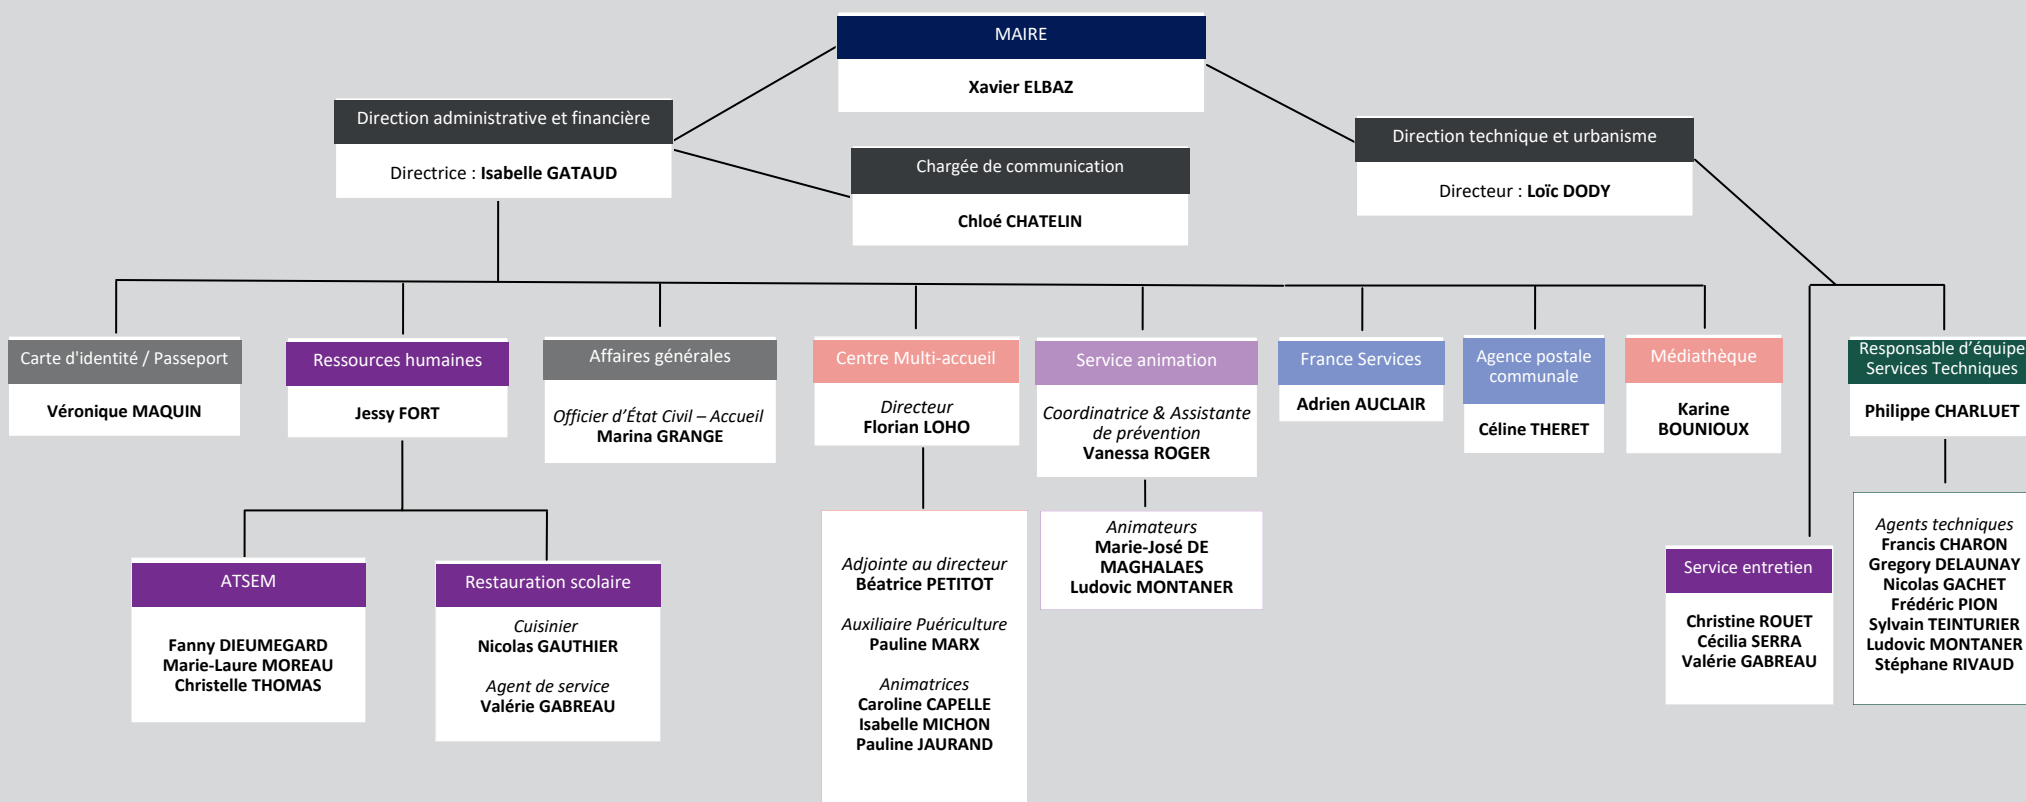 MAIRE
Xavier ELBAZ
Direction administrative et financière
Directrice : Isabelle GATAUD
Chargée de communication
Chloé CHATELIN
Direction technique et urbanisme
Directeur : Loïc DODY
Carte d'identité / Passeport
Véronique MAQUIN
Ressources humaines
Jessy FORT
Affaires générales
Officier d'État Civil – Accueil
Marina GRANGE
Centre Multi-accueil
Directeur
Florian LOHO
Service animation
Coordinatrice & Assistante
de prévention
Vanessa ROGER
France Services
Adrien AUCLAIR
Agence postale
communale
Céline THERET
Médiathèque
Karine
BOUNIOUX
Responsable d'équipe
Services Techniques
Philippe CHARLUET
ATSEM
Fanny DIEUMEGARD
Marie-Laure MOREAU
Christelle THOMAS
Restauration scolaire
Cuisinier
Nicolas GAUTHIER
Agent de service
Valérie GABREAU
Adjointe au directeur
Béatrice PETITOT
Auxiliaire Puériculture
Pauline MARX
Animatrices
Caroline CAPELLE
Isabelle MICHON
Pauline JAURAND
Animateurs
Marie-José DE
MAGHALAES
Ludovic MONTANER
Service entretien
Christine ROUET
Cécilia SERRA
Valérie GABREAU
Agents techniques
Francis CHARON
Gregory DELAUNAY
Nicolas GACHET
Frédéric PION
Sylvain TEINTURIER
Ludovic MONTANER
Stéphane RIVAUD